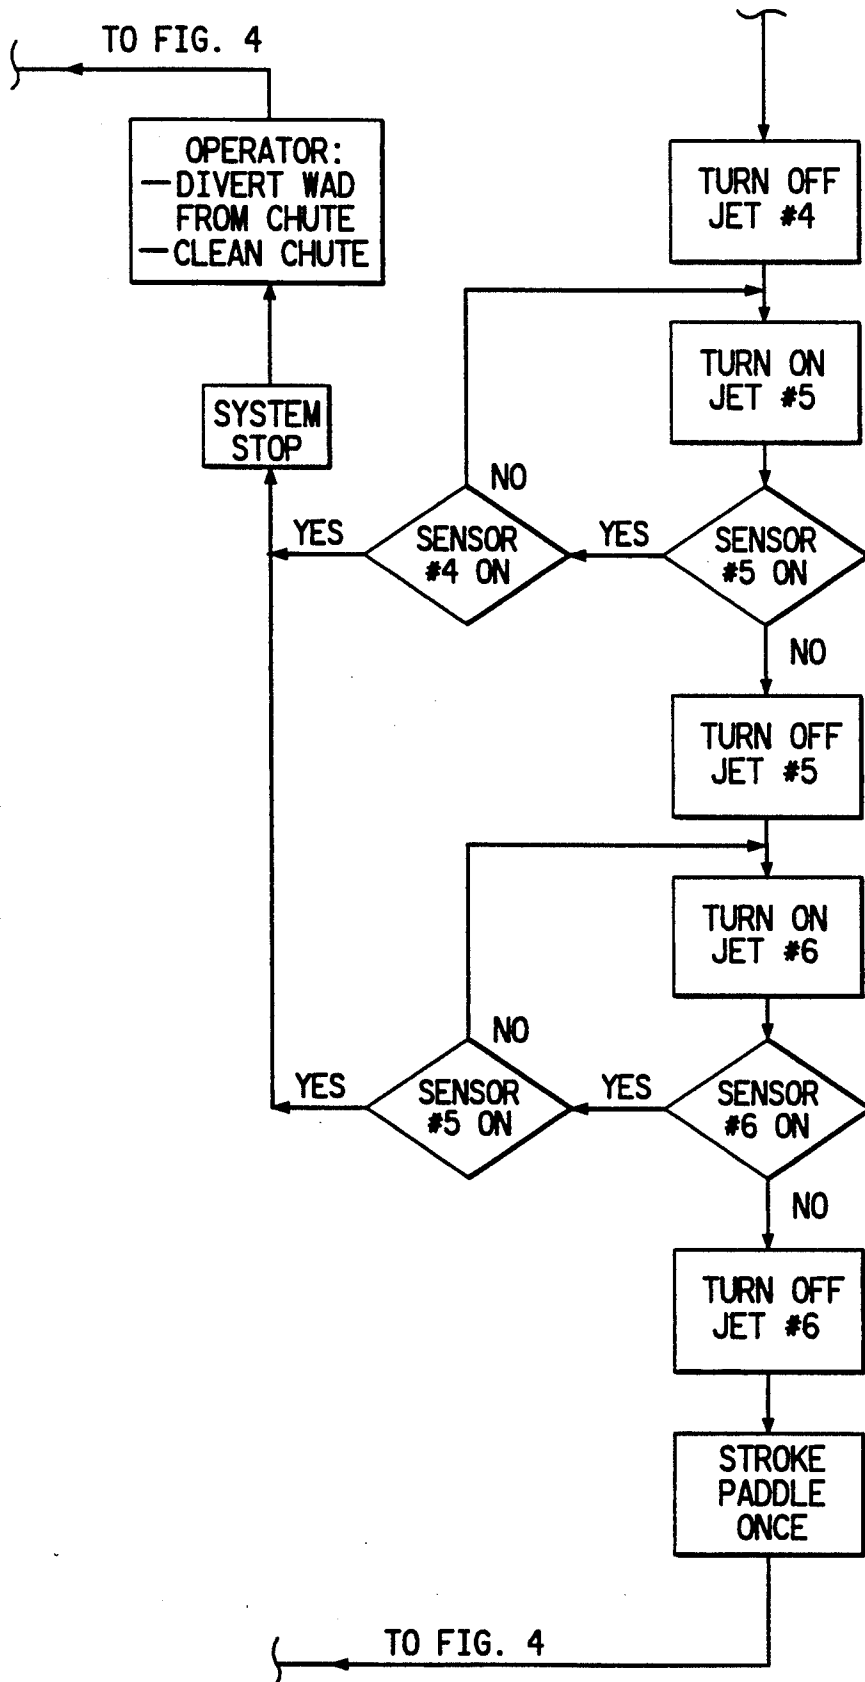 TO FIG. 4
OPERATOR:
—DIVERT WAD
FROM CHUTE
—CLEAN CHUTE
SYSTEM
STOP
TURN OFF
JET #4
TURN ON
JET #5
NO
YES
SENSOR
#4 ON
YES
SENSOR
#5 ON
NO
TURN OFF
JET #5
TURN ON
JET #6
NO
YES
SENSOR
#5 ON
YES
SENSOR
#6 ON
NO
TURN OFF
JET #6
STROKE
PADDLE
ONCE
TO FIG. 4